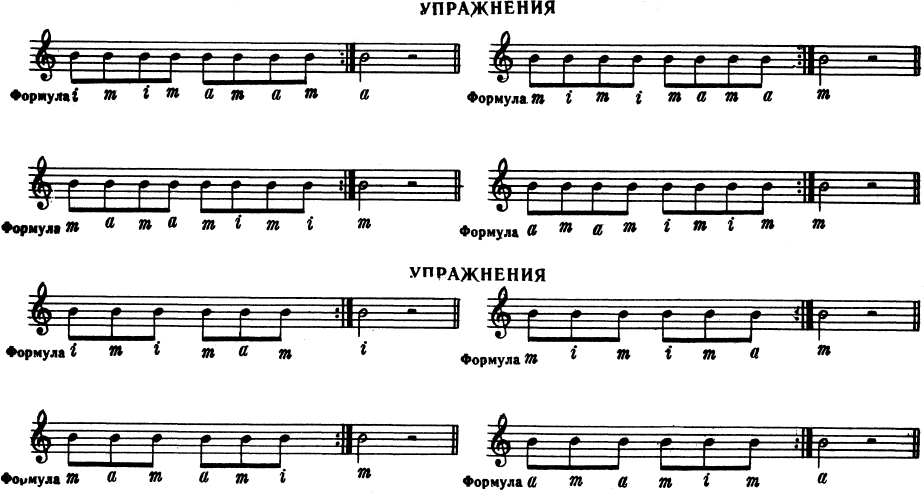 УПРАЖНЕНИЯ
Формула i m i m a m a m a
Формула m i m i m a m a m
Формула m a m a m i m i m
Формула a m a m i m i m m
УПРАЖНЕНИЯ
Формула i m i m a m i
Формула m i m i m a m
Формула m a m a m i m
Формула a m a m i m a